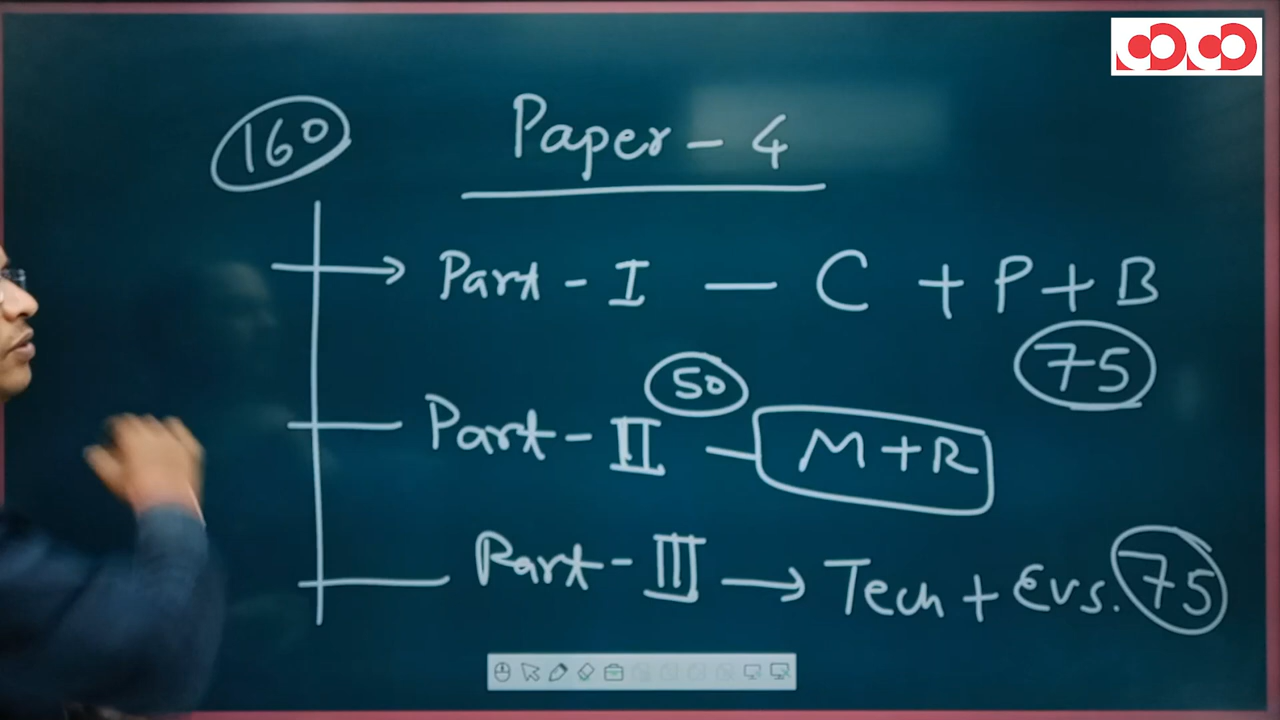 160
Paper - 4
Part - I — C + P + B
75
50
Part - II — M + R
Part - III → Tech + Evs. 75